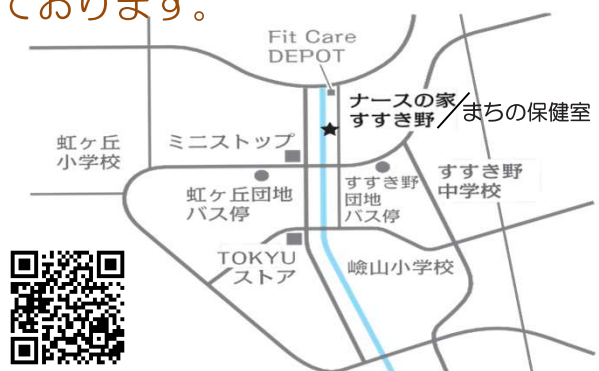 ております。
Fit Care
DEPOT
ナースの家
すすき野
／まちの保健室
虹ヶ丘
小学校
ミニストップ
すすき野
中学校
虹ヶ丘団地
バス停
すすき野
団地
バス停
TOKYU
ストア
嶮山小学校